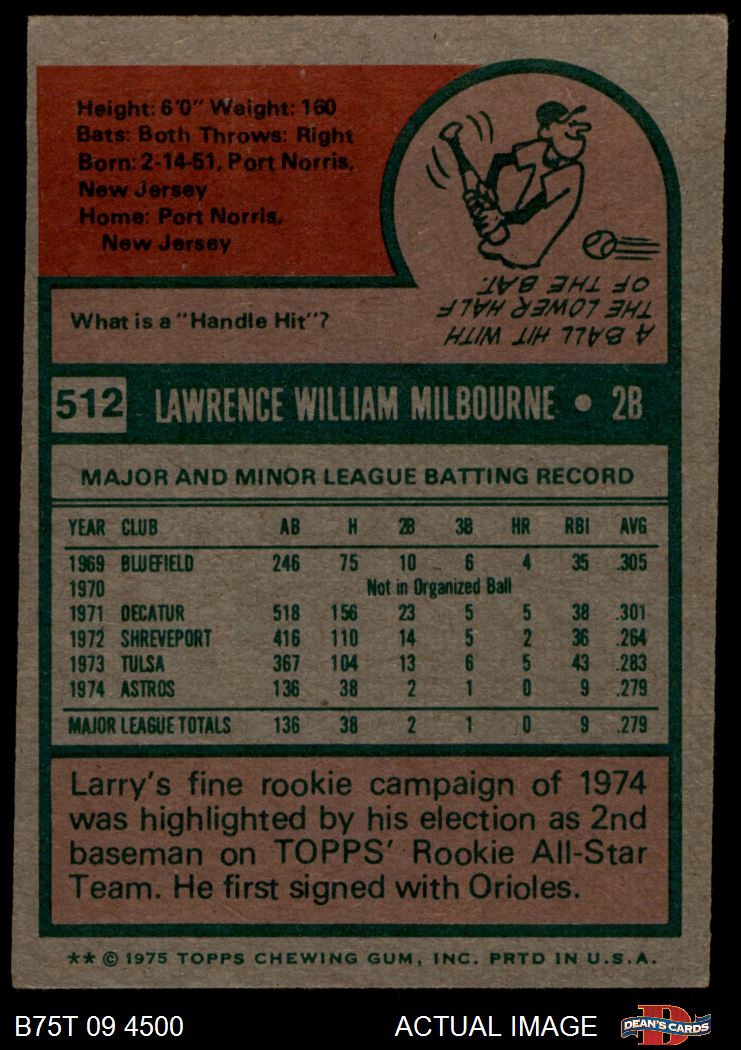 Height: 6'0" Weight: 160
Bats: Both Throws: Right
Born: 2-14-51, Port Norris,
New Jersey
Home: Port Norris,
New Jersey
What is a "Handle Hit"?
A BALL HIT WITH
THE LOWER HALF
OF THE BAT.
512 LAWRENCE WILLIAM MILBOURNE • 2B
MAJOR AND MINOR LEAGUE BATTING RECORD
YEAR CLUB AB H 2B 3B HR RBI AVG
1969 BLUEFIELD 246 75 10 6 4 35 .305
1970 Not in Organized Ball
1971 DECATUR 518 156 23 5 5 38 .301
1972 SHREVEPORT 416 110 14 5 2 36 .264
1973 TULSA 367 104 13 6 5 43 .283
1974 ASTROS 136 38 2 1 0 9 .279
MAJOR LEAGUE TOTALS 136 38 2 1 0 9 .279
Larry's fine rookie campaign of 1974
was highlighted by his election as 2nd
baseman on TOPPS' Rookie All-Star
Team. He first signed with Orioles.
** © 1975 TOPPS CHEWING GUM, INC. PRTD IN U.S.A.
B75T 09 4500 ACTUAL IMAGE
D
DEAN'S CARDS